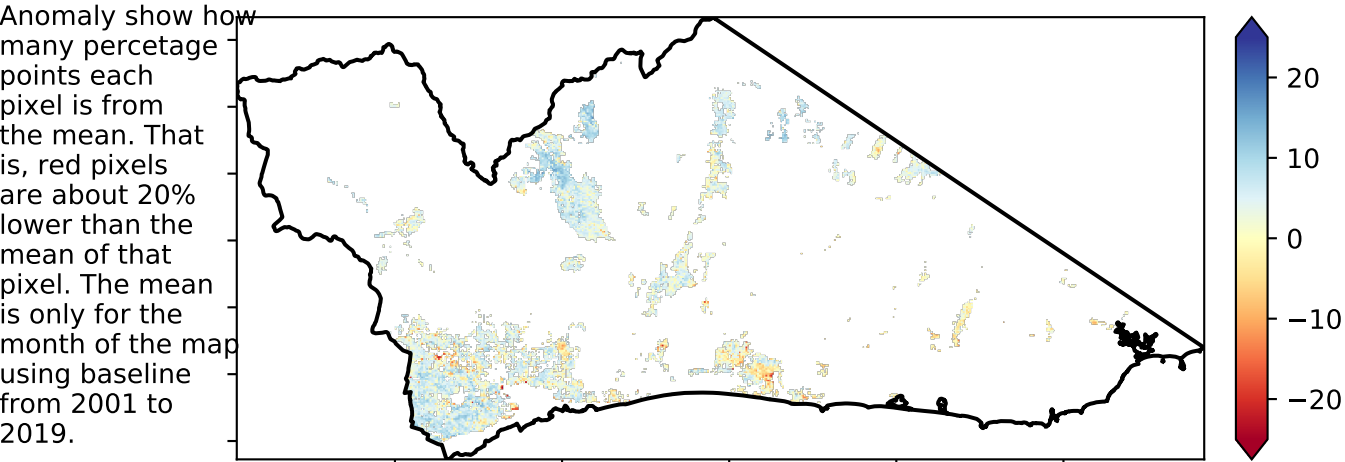 Anomaly show how
many percetage
points each
pixel is from
the mean. That
is, red pixels
are about 20%
lower than the
mean of that
pixel. The mean
is only for the
month of the map
using baseline
from 2001 to
2019.
20
10
0
−10
−20